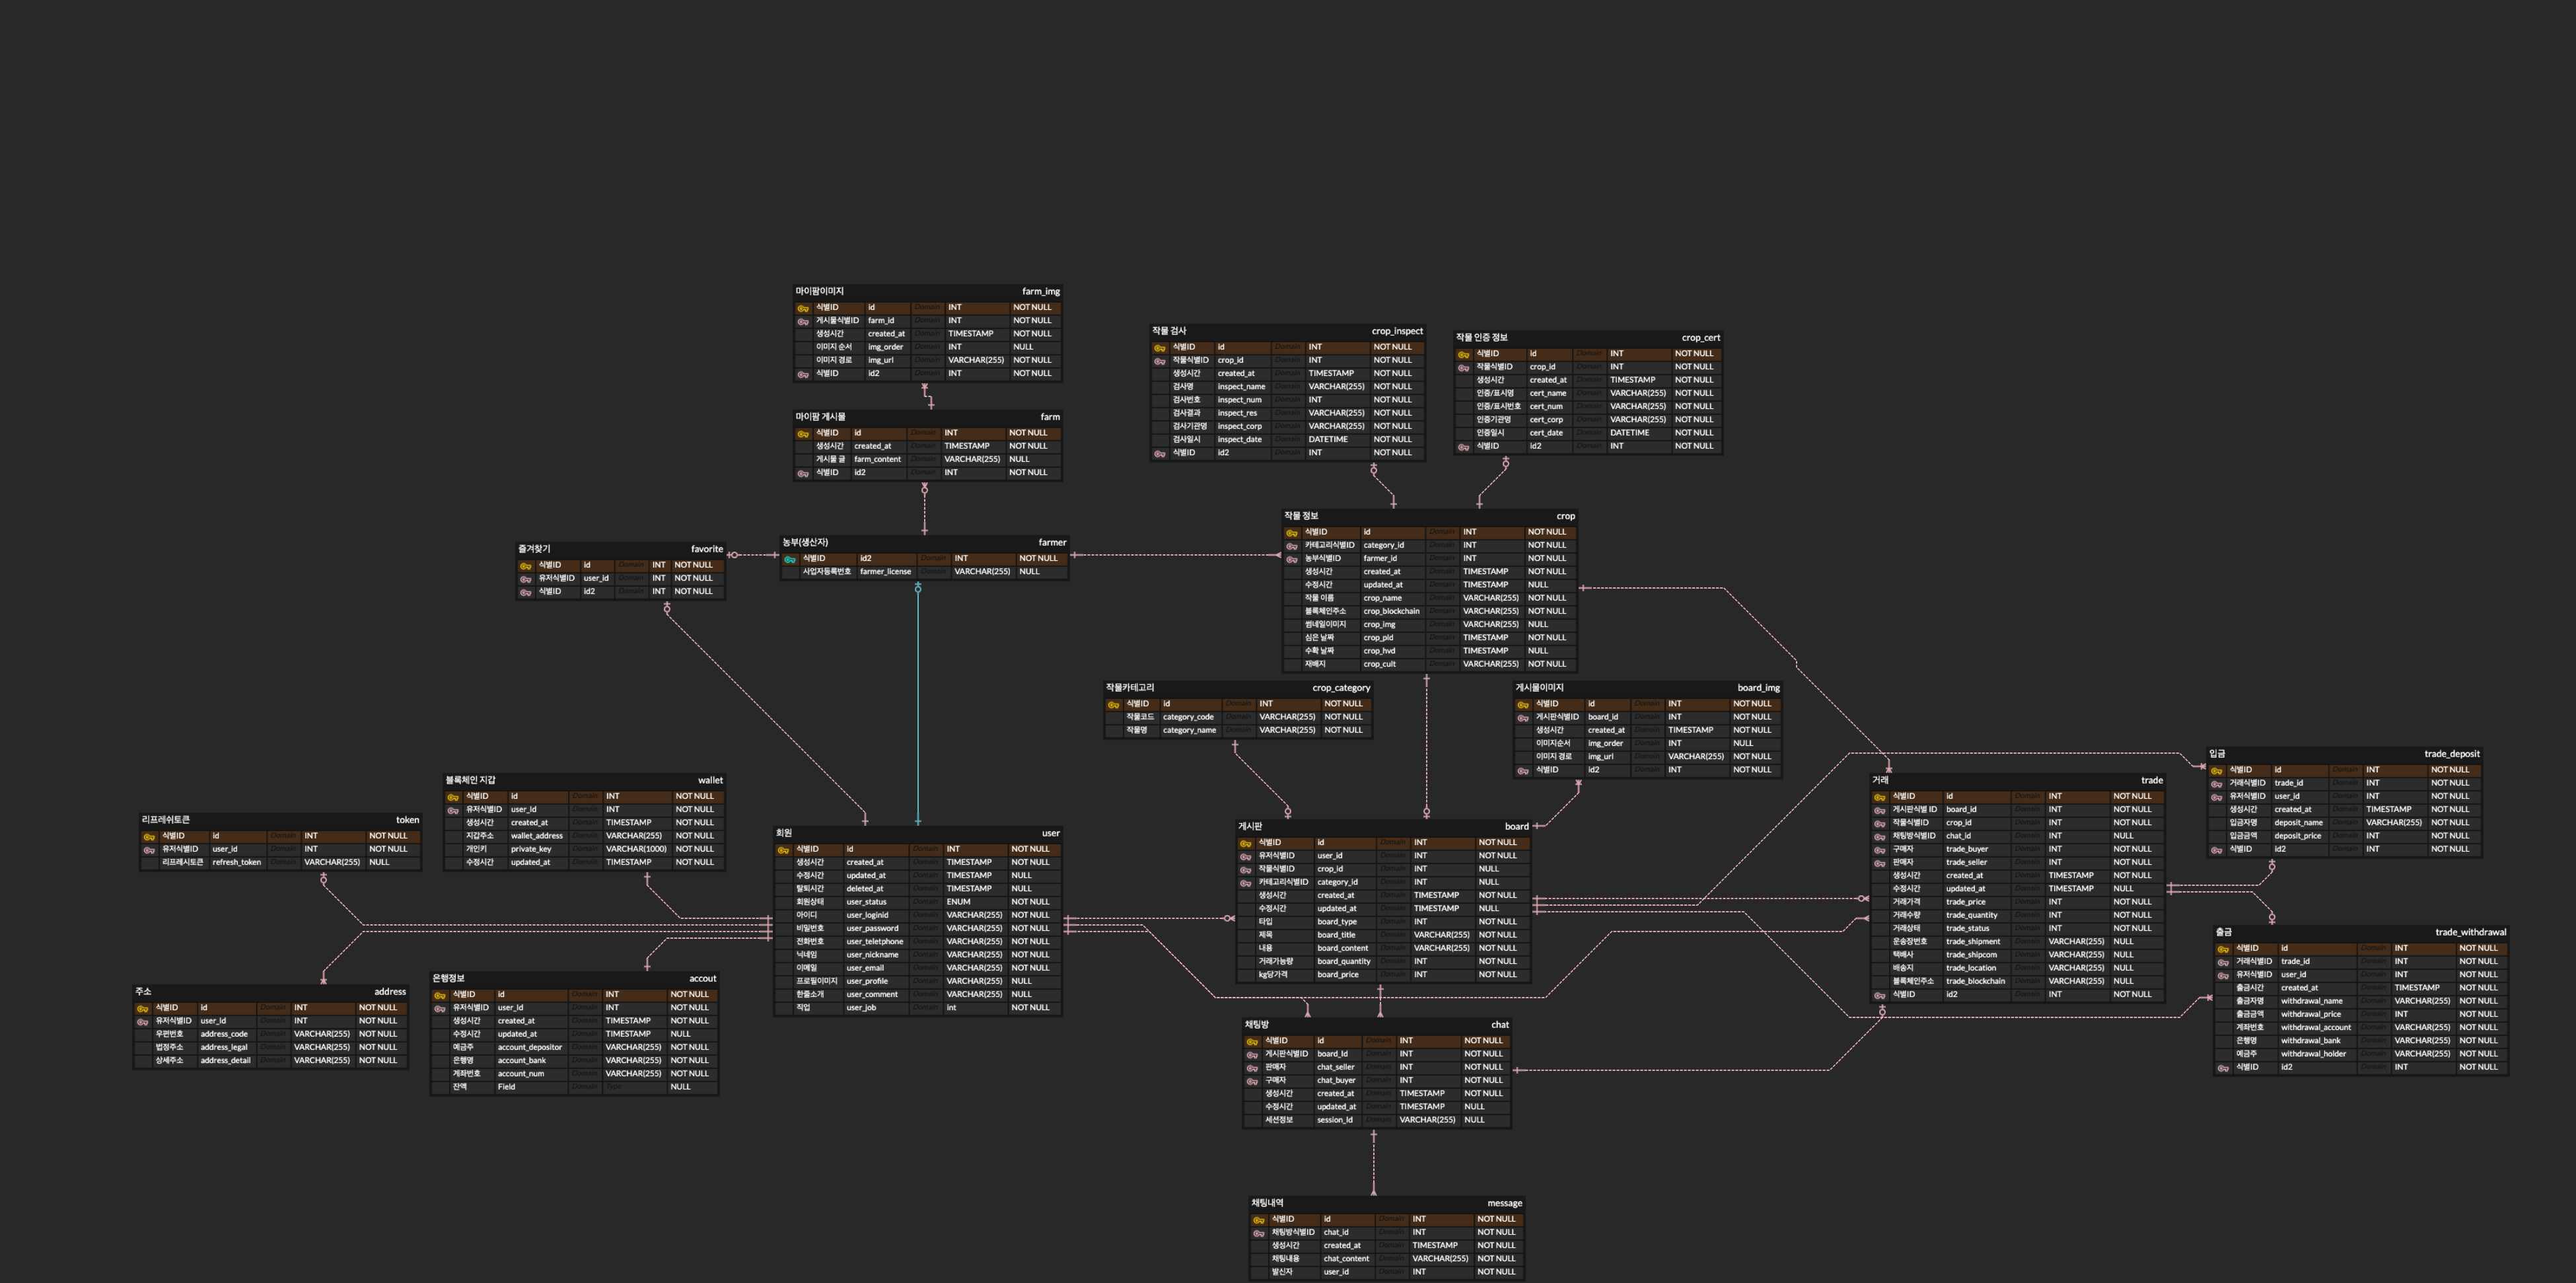 마이팜이미지 farm_img
식별ID id Domain INT NOT NULL
게시물식별ID farm_id Domain INT NOT NULL
생성시간 created_at Domain TIMESTAMP NOT NULL
이미지 순서 img_order Domain INT NULL
이미지 경로 img_url Domain VARCHAR(255) NOT NULL
식별ID id2 Domain INT NOT NULL
작물 검사 crop_inspect
식별ID id Domain INT NOT NULL
작물식별ID crop_id Domain INT NOT NULL
생성시간 created_at Domain TIMESTAMP NOT NULL
검사명 inspect_name Domain VARCHAR(255) NOT NULL
검사번호 inspect_num Domain INT NOT NULL
검사결과 inspect_res Domain VARCHAR(255) NOT NULL
검사기관명 inspect_corp Domain VARCHAR(255) NOT NULL
검사일시 inspect_date Domain DATETIME NOT NULL
식별ID id2 Domain INT NOT NULL
작물 인증 정보 crop_cert
식별ID id Domain INT NOT NULL
작물식별ID crop_id Domain INT NOT NULL
생성시간 created_at Domain TIMESTAMP NOT NULL
인증/표시명 cert_name Domain VARCHAR(255) NOT NULL
인증/표시번호 cert_num Domain VARCHAR(255) NOT NULL
인증기관명 cert_corp Domain VARCHAR(255) NOT NULL
인증일시 cert_date Domain DATETIME NOT NULL
식별ID id2 Domain INT NOT NULL
마이팜 게시물 farm
식별ID id Domain INT NOT NULL
생성시간 created_at Domain TIMESTAMP NOT NULL
게시물 글 farm_content Domain VARCHAR(255) NULL
식별ID id2 Domain INT NOT NULL
즐겨찾기 favorite
식별ID id Domain INT NOT NULL
유저식별ID user_id Domain INT NOT NULL
식별ID id2 Domain INT NOT NULL
농부(생산자) farmer
식별ID id2 Domain INT NOT NULL
사업자등록번호 farmer_license Domain VARCHAR(255) NULL
작물 정보 crop
식별ID id Domain INT NOT NULL
카테고리식별ID category_id Domain INT NOT NULL
농부식별ID farmer_id Domain INT NOT NULL
생성시간 created_at Domain TIMESTAMP NOT NULL
수정시간 updated_at Domain TIMESTAMP NULL
작물 이름 crop_name Domain VARCHAR(255) NOT NULL
블록체인주소 crop_blockchain Domain VARCHAR(255) NOT NULL
썸네일이미지 crop_img Domain VARCHAR(255) NULL
심은 날짜 crop_pld Domain TIMESTAMP NOT NULL
수확 날짜 crop_hvd Domain TIMESTAMP NULL
재배지 crop_cult Domain VARCHAR(255) NOT NULL
작물카테고리 crop_category
식별ID id Domain INT NOT NULL
작물코드 category_code Domain VARCHAR(255) NOT NULL
작물명 category_name Domain VARCHAR(255) NOT NULL
게시물이미지 board_img
식별ID id Domain INT NOT NULL
게시판식별ID board_id Domain INT NOT NULL
생성시간 created_at Domain TIMESTAMP NOT NULL
이미지순서 img_order Domain INT NULL
이미지 경로 img_url Domain VARCHAR(255) NOT NULL
식별ID id2 Domain INT NOT NULL
리프레쉬토큰 token
식별ID id Domain INT NOT NULL
유저식별ID user_id Domain INT NOT NULL
리프레시토큰 refresh_token Domain VARCHAR(255) NULL
블록체인 지갑 wallet
식별ID id Domain INT NOT NULL
유저식별ID user_Id Domain INT NOT NULL
생성시간 created_at Domain TIMESTAMP NOT NULL
지갑주소 wallet_address Domain VARCHAR(255) NOT NULL
개인키 private_key Domain VARCHAR(1000) NOT NULL
수정시간 updated_at Domain TIMESTAMP NOT NULL
회원 user
식별ID id Domain INT NOT NULL
생성시간 created_at Domain TIMESTAMP NOT NULL
수정시간 updated_at Domain TIMESTAMP NULL
탈퇴시간 deleted_at Domain TIMESTAMP NULL
회원상태 user_status Domain ENUM NOT NULL
아이디 user_loginid Domain VARCHAR(255) NOT NULL
비밀번호 user_password Domain VARCHAR(255) NOT NULL
전화번호 user_teletphone Domain VARCHAR(255) NOT NULL
닉네임 user_nickname Domain VARCHAR(255) NOT NULL
이메일 user_email Domain VARCHAR(255) NOT NULL
프로필이미지 user_profile Domain VARCHAR(255) NULL
한줄소개 user_comment Domain VARCHAR(255) NULL
직업 user_job Domain int NOT NULL
게시판 board
식별ID id Domain INT NOT NULL
유저식별ID user_id Domain INT NOT NULL
작물식별ID crop_id Domain INT NULL
카테고리식별ID category_id Domain INT NULL
생성시간 created_at Domain TIMESTAMP NOT NULL
수정시간 updated_at Domain TIMESTAMP NULL
타입 board_type Domain INT NOT NULL
제목 board_title Domain VARCHAR(255) NOT NULL
내용 board_content Domain VARCHAR(255) NOT NULL
거래가능량 board_quantity Domain INT NOT NULL
kg당가격 board_price Domain INT NOT NULL
거래 trade
식별ID id Domain INT NOT NULL
게시판식별 ID board_id Domain INT NOT NULL
작물식별ID crop_id Domain INT NOT NULL
채팅방식별ID chat_id Domain INT NULL
구매자 trade_buyer Domain INT NOT NULL
판매자 trade_seller Domain INT NOT NULL
생성시간 created_at Domain TIMESTAMP NOT NULL
수정시간 updated_at Domain TIMESTAMP NULL
거래가격 trade_price Domain INT NOT NULL
거래수량 trade_quantity Domain INT NOT NULL
거래상태 trade_status Domain INT NOT NULL
운송장번호 trade_shipment Domain VARCHAR(255) NULL
택배사 trade_shipcom Domain VARCHAR(255) NULL
배송지 trade_location Domain VARCHAR(255) NULL
블록체인주소 trade_blockchain Domain VARCHAR(255) NULL
식별ID id2 Domain INT NOT NULL
입금 trade_deposit
식별ID id Domain INT NOT NULL
거래식별ID trade_id Domain INT NOT NULL
유저식별ID user_id Domain INT NOT NULL
생성시간 created_at Domain TIMESTAMP NOT NULL
입금자명 deposit_name Domain VARCHAR(255) NOT NULL
입금금액 deposit_price Domain INT NOT NULL
식별ID id2 Domain INT NOT NULL
출금 trade_withdrawal
식별ID id Domain INT NOT NULL
거래식별ID trade_id Domain INT NOT NULL
유저식별ID user_id Domain INT NOT NULL
출금시간 created_at Domain TIMESTAMP NOT NULL
출금자명 withdrawal_name Domain VARCHAR(255) NOT NULL
출금금액 withdrawal_price Domain INT NOT NULL
계좌번호 withdrawal_account Domain VARCHAR(255) NOT NULL
은행명 withdrawal_bank Domain VARCHAR(255) NOT NULL
예금주 withdrawal_holder Domain VARCHAR(255) NOT NULL
식별ID id2 Domain INT NOT NULL
주소 address
식별ID id Domain INT NOT NULL
유저식별ID user_Id Domain INT NOT NULL
우편번호 address_code Domain VARCHAR(255) NOT NULL
법정주소 address_legal Domain VARCHAR(255) NOT NULL
상세주소 address_detail Domain VARCHAR(255) NOT NULL
은행정보 accout
식별ID id Domain INT NOT NULL
유저식별ID user_Id Domain INT NOT NULL
생성시간 created_at Domain TIMESTAMP NOT NULL
수정시간 updated_at Domain TIMESTAMP NULL
예금주 account_depositor Domain VARCHAR(255) NOT NULL
은행명 account_bank Domain VARCHAR(255) NOT NULL
계좌번호 account_num Domain VARCHAR(255) NOT NULL
잔액 Field Domain Type NULL
채팅방 chat
식별ID id Domain INT NOT NULL
게시판식별ID board_Id Domain INT NOT NULL
판매자 chat_seller Domain INT NOT NULL
구매자 chat_buyer Domain INT NOT NULL
생성시간 created_at Domain TIMESTAMP NOT NULL
수정시간 updated_at Domain TIMESTAMP NULL
세션정보 session_Id Domain VARCHAR(255) NULL
채팅내역 message
식별ID id Domain INT NOT NULL
채팅방식별ID chat_id Domain INT NOT NULL
생성시간 created_at Domain TIMESTAMP NOT NULL
채팅내용 chat_content Domain VARCHAR(255) NOT NULL
발신자 user_id Domain INT NOT NULL